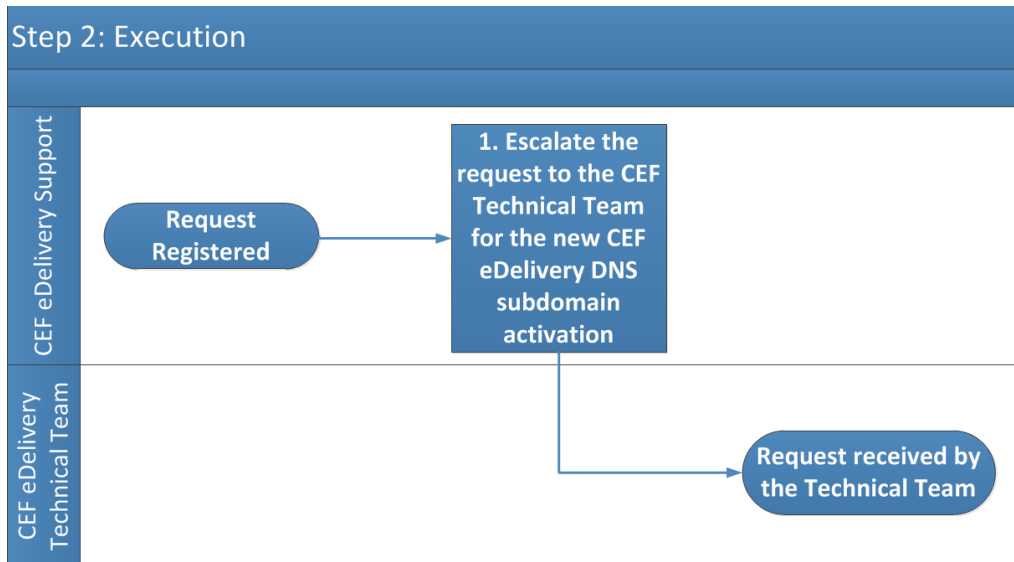 Step 2: Execution
CEF eDelivery Support
Request
Registered
1. Escalate the
request to the CEF
Technical Team
for the new CEF
eDelivery DNS
subdomain
activation
CEF eDelivery
Technical Team
Request received by
the Technical Team